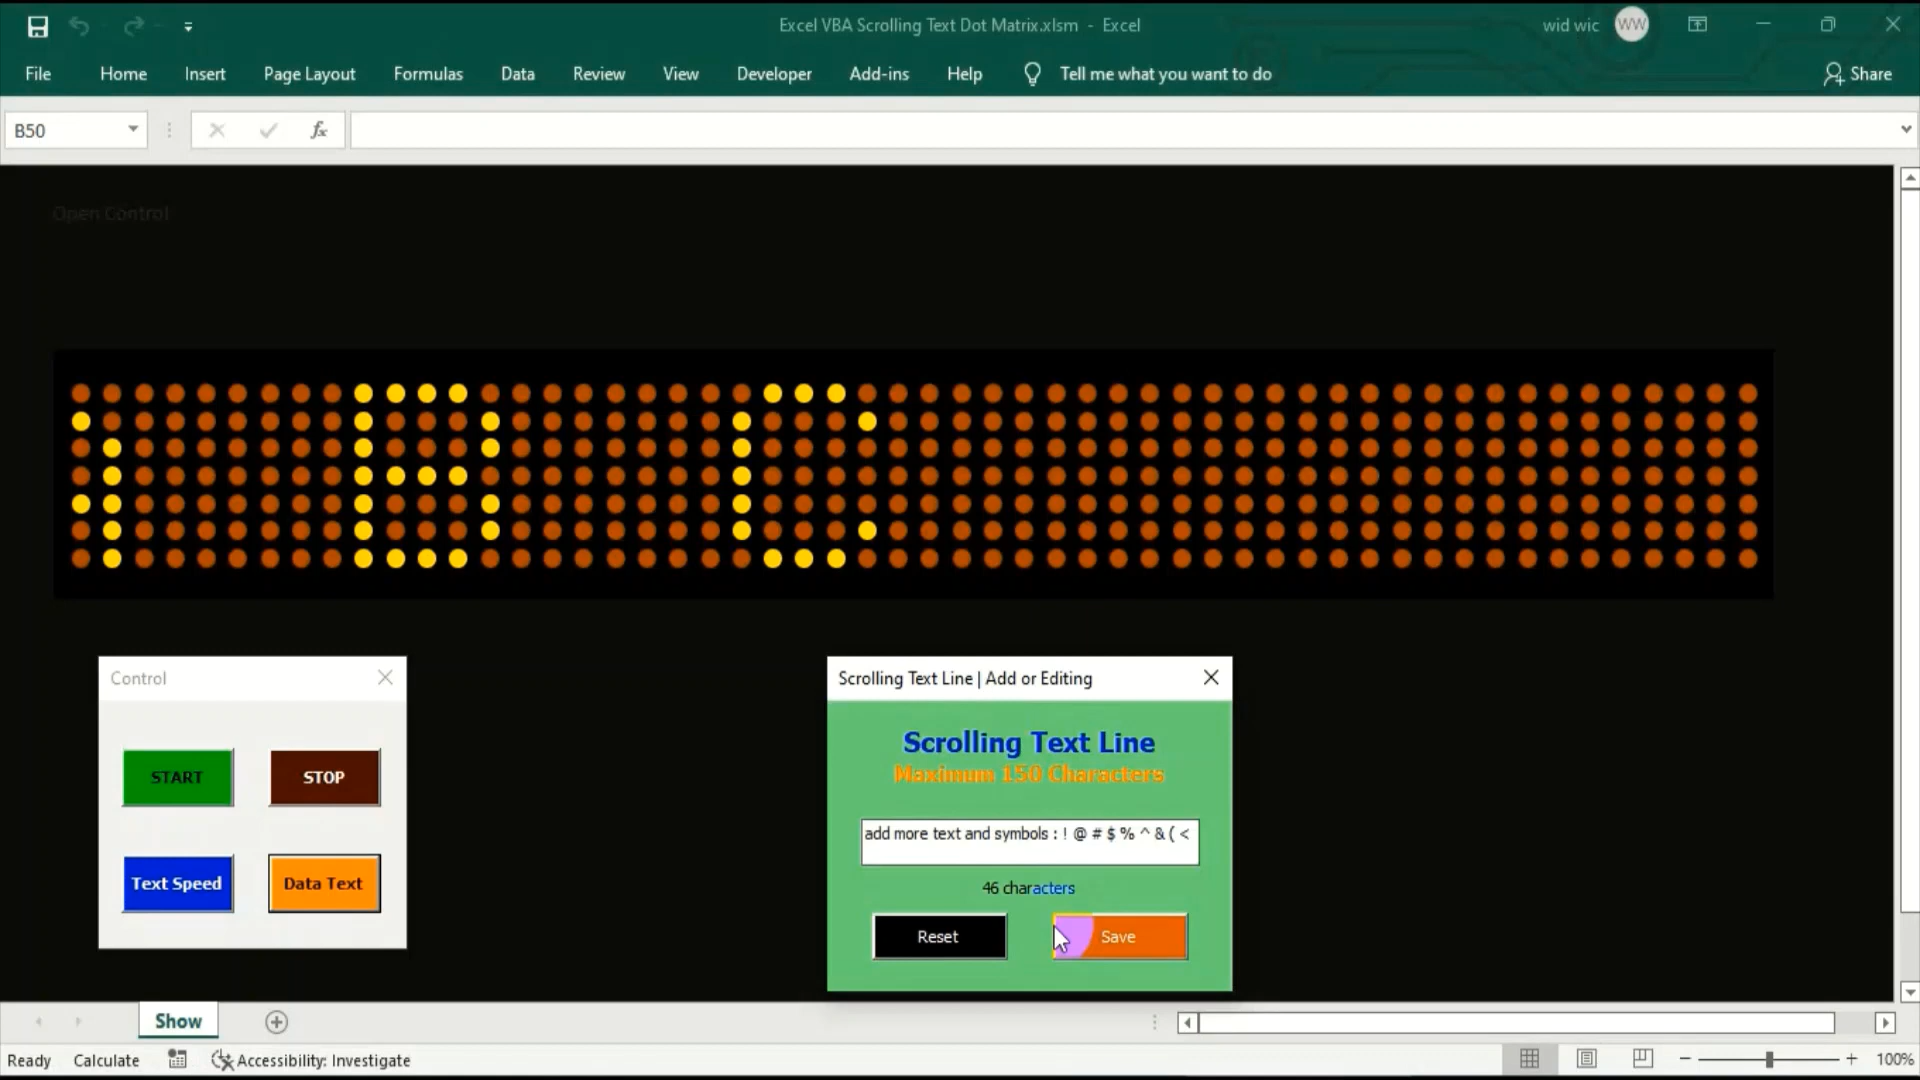 Excel VBA Scrolling Text Dot Matrix.xlsm - Excel
wid wic WW
File Home Insert Page Layout Formulas Data Review View Developer Add-ins Help Tell me what you want to do Share
B50 fx
Open Control
B C
Control
START STOP
Text Speed Data Text
Scrolling Text Line | Add or Editing
Scrolling Text Line
Maximum 150 Characters
add more text and symbols : ! @ # $ % ^ & ( <
46 characters
Reset Save
Show
Ready Calculate Accessibility: Investigate 100%